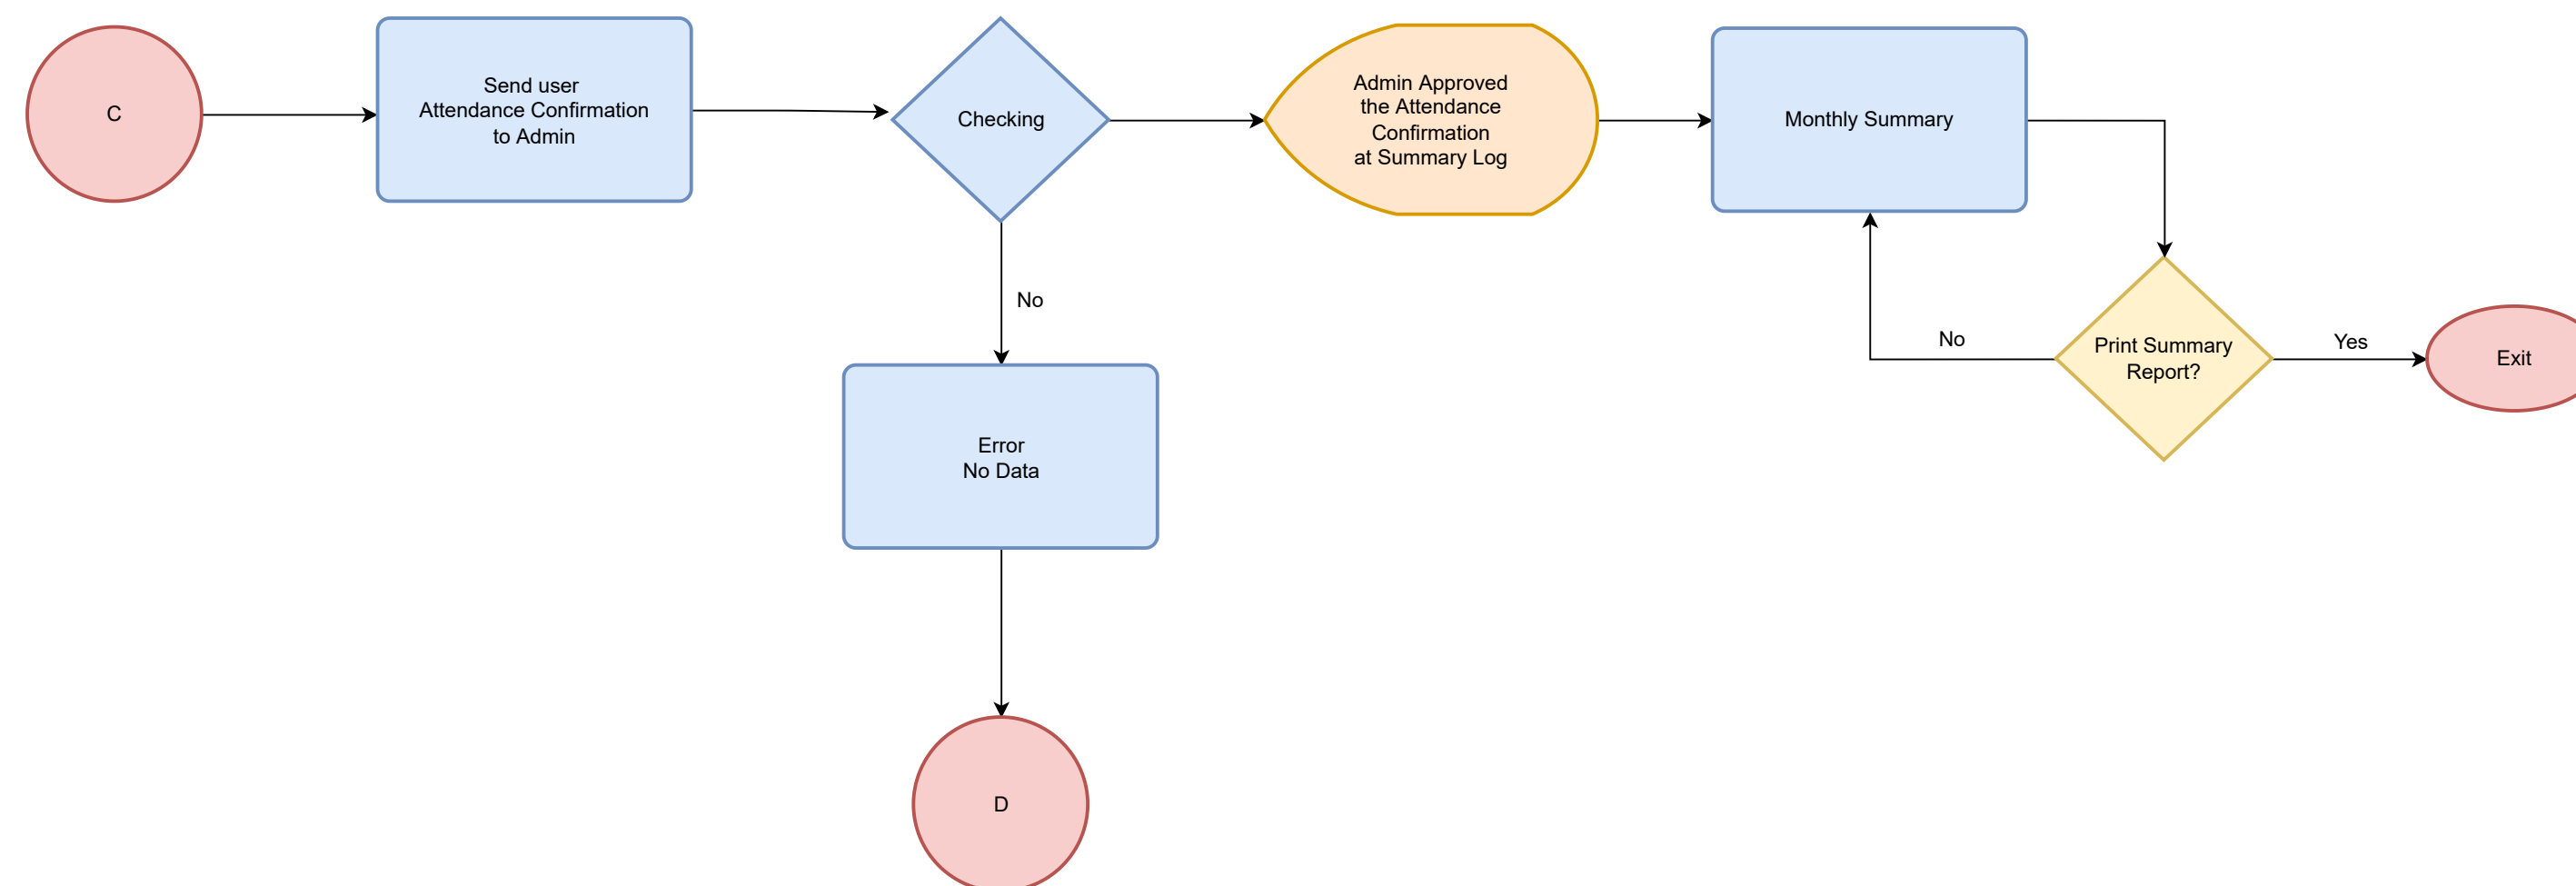 C
Send user
Attendance Confirmation
to Admin
Checking
Admin Approved
the Attendance
Confirmation
at Summary Log
Monthly Summary
No
Error
No Data
D
No
Print Summary
Report?
Yes
Exit